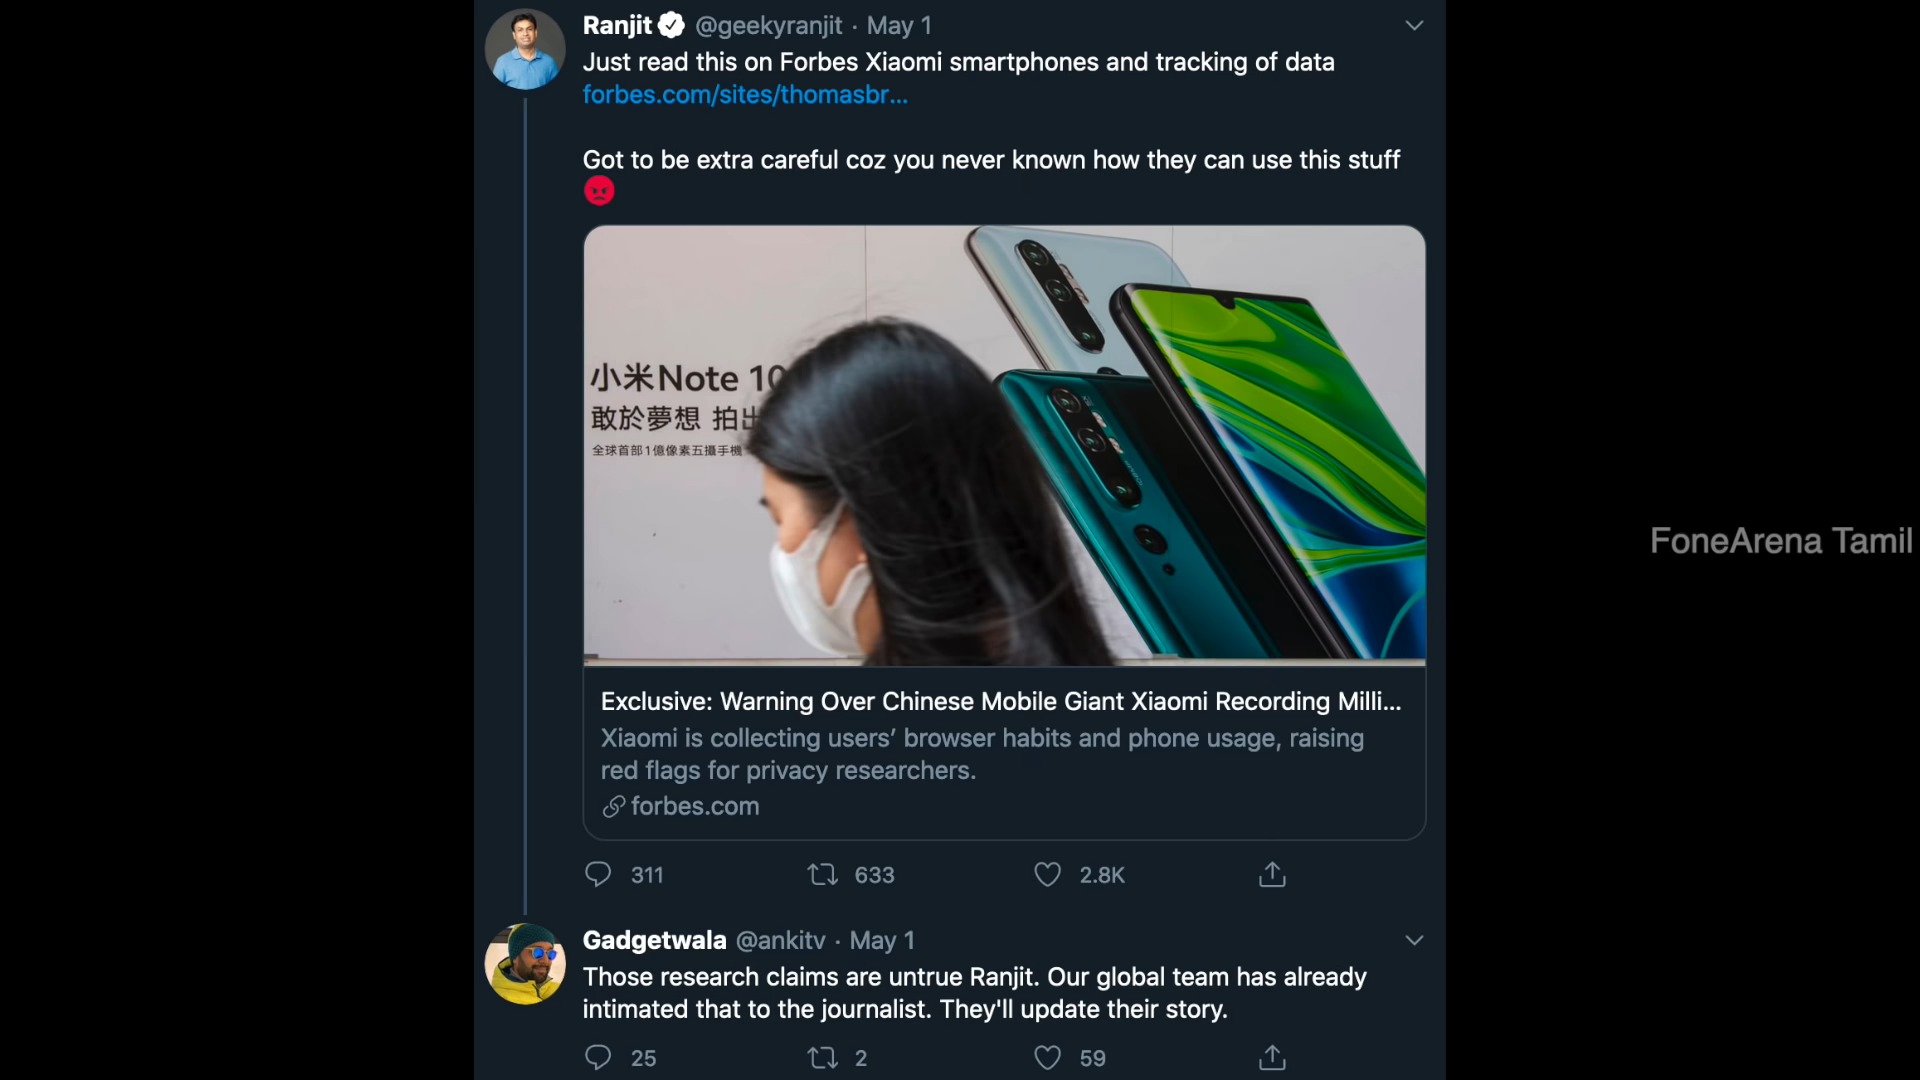 Ranjit @geekyranjit · May 1
Just read this on Forbes Xiaomi smartphones and tracking of data
forbes.com/sites/thomasbr...
Got to be extra careful coz you never known how they can use this stuff
小米Note 10
敢於夢想 拍出
全球首部1億像素五攝手機
Exclusive: Warning Over Chinese Mobile Giant Xiaomi Recording Milli...
Xiaomi is collecting users’ browser habits and phone usage, raising
red flags for privacy researchers.
forbes.com
311 633 2.8K
Gadgetwala @ankitv · May 1
Those research claims are untrue Ranjit. Our global team has already
intimated that to the journalist. They'll update their story.
25 2 59
FoneArena Tamil